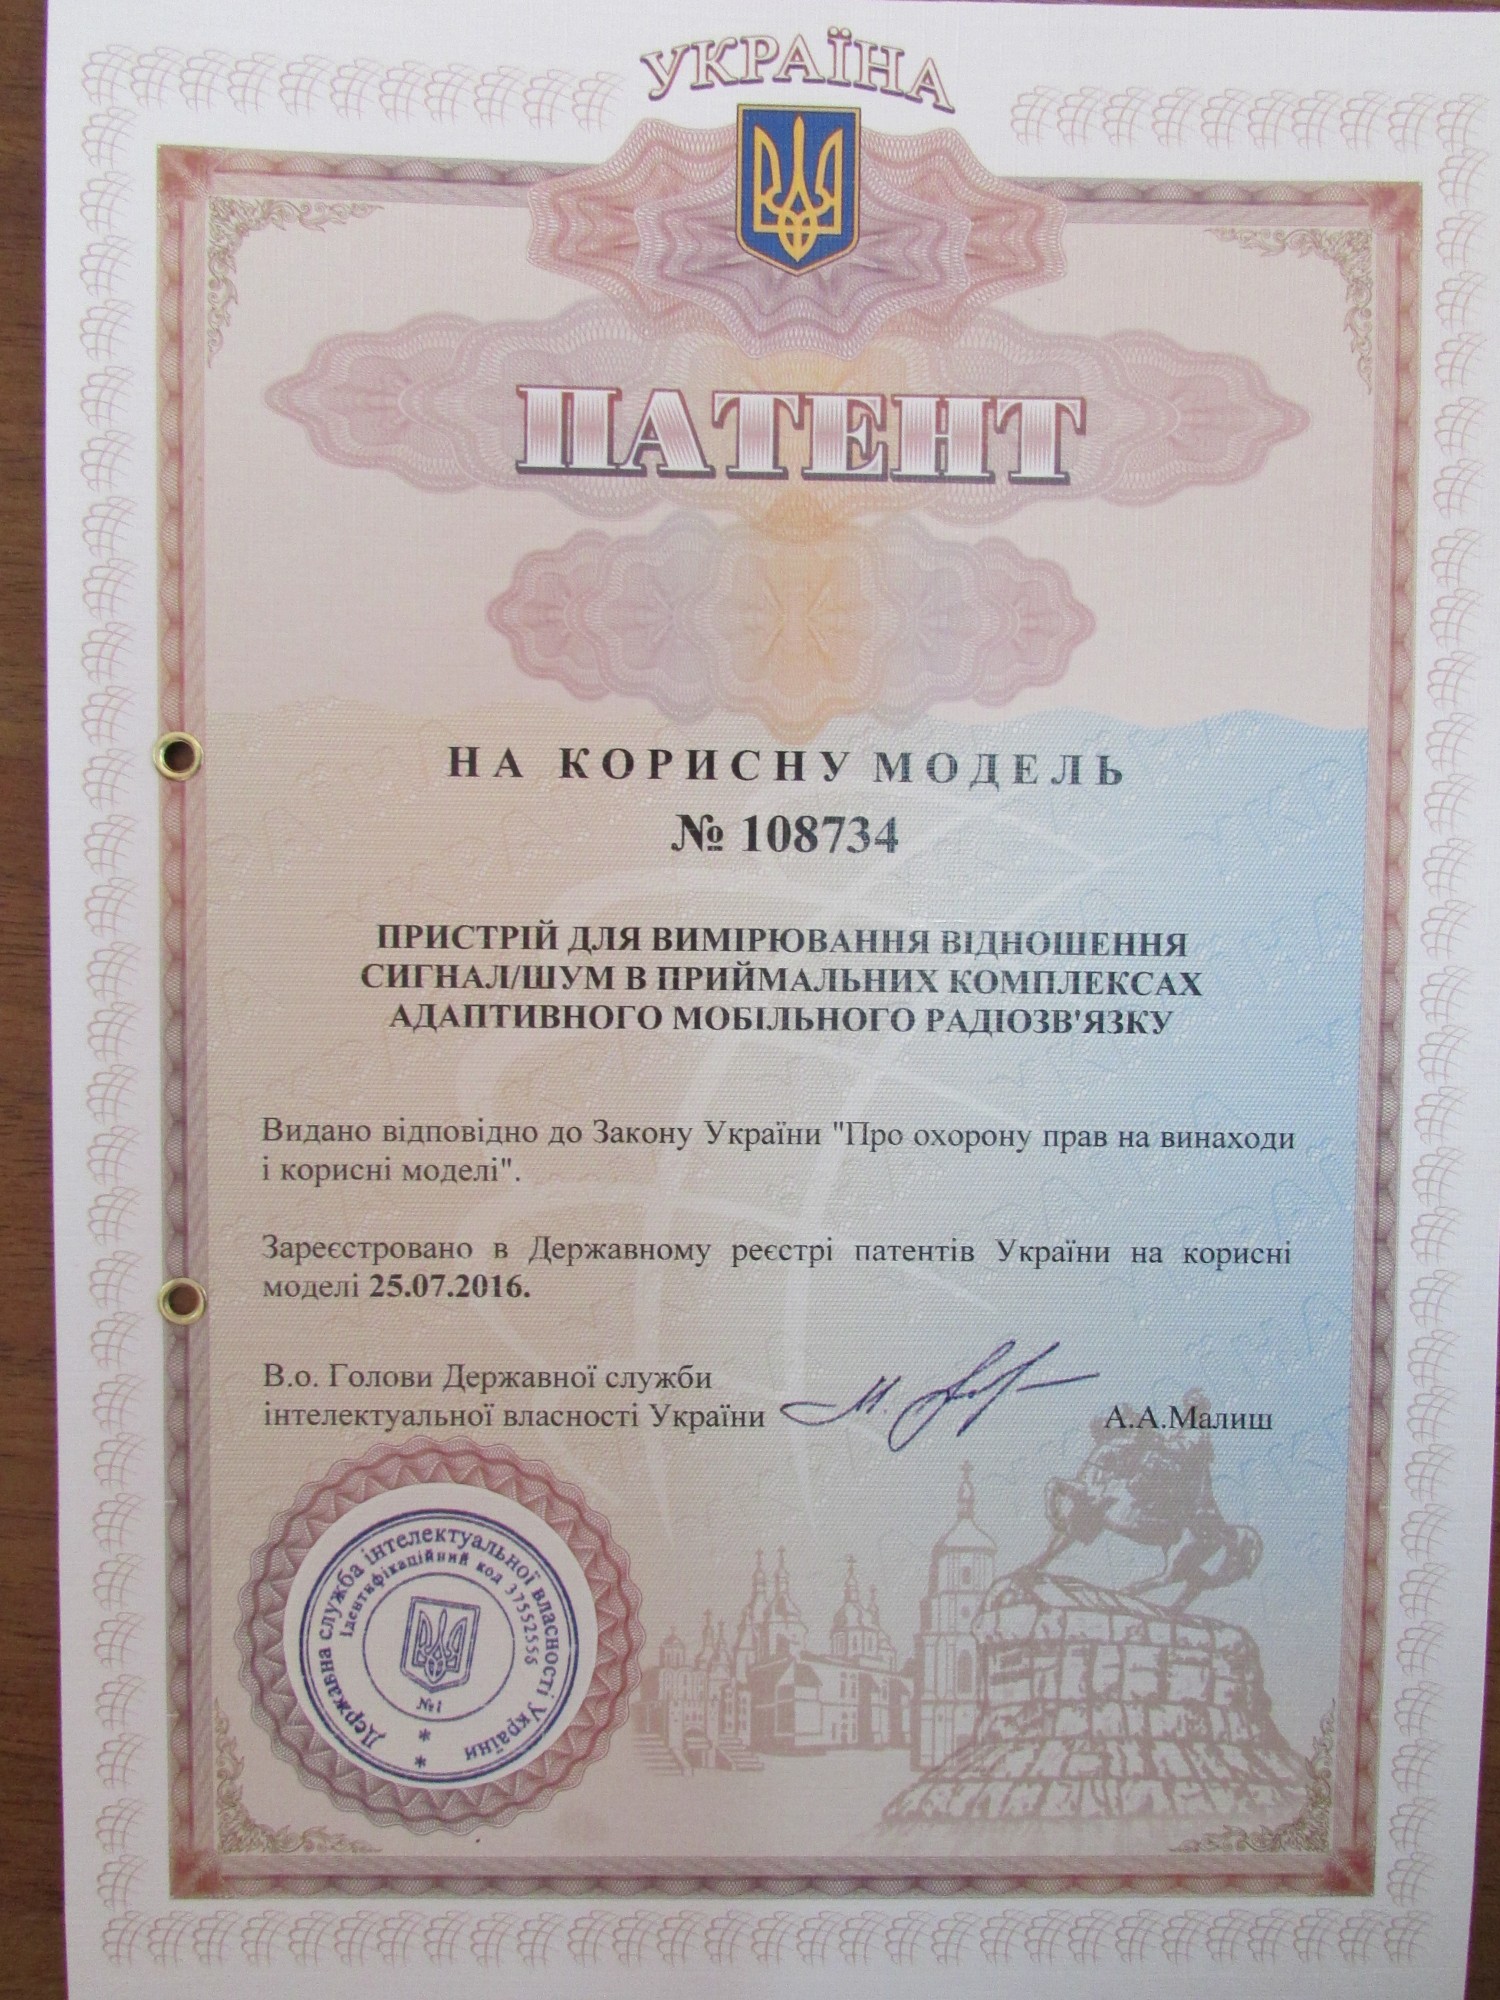 УКРАЇНА
ПАТЕНТ
НА КОРИСНУ МОДЕЛЬ
№ 108734
ПРИСТРІЙ ДЛЯ ВИМІРЮВАННЯ ВІДНОШЕННЯ
СИГНАЛ/ШУМ В ПРИЙМАЛЬНИХ КОМПЛЕКСАХ
АДАПТИВНОГО МОБІЛЬНОГО РАДІОЗВ'ЯЗКУ
Видано відповідно до Закону України "Про охорону прав на винаходи
і корисні моделі".
Зареєстровано в Державному реєстрі патентів України на корисні
моделі 25.07.2016.
В.о. Голови Державної служби
інтелектуальної власності України
А.А.Малиш
Державна служба інтелектуальної власності України
Ідентифікаційний код 37552556
№1